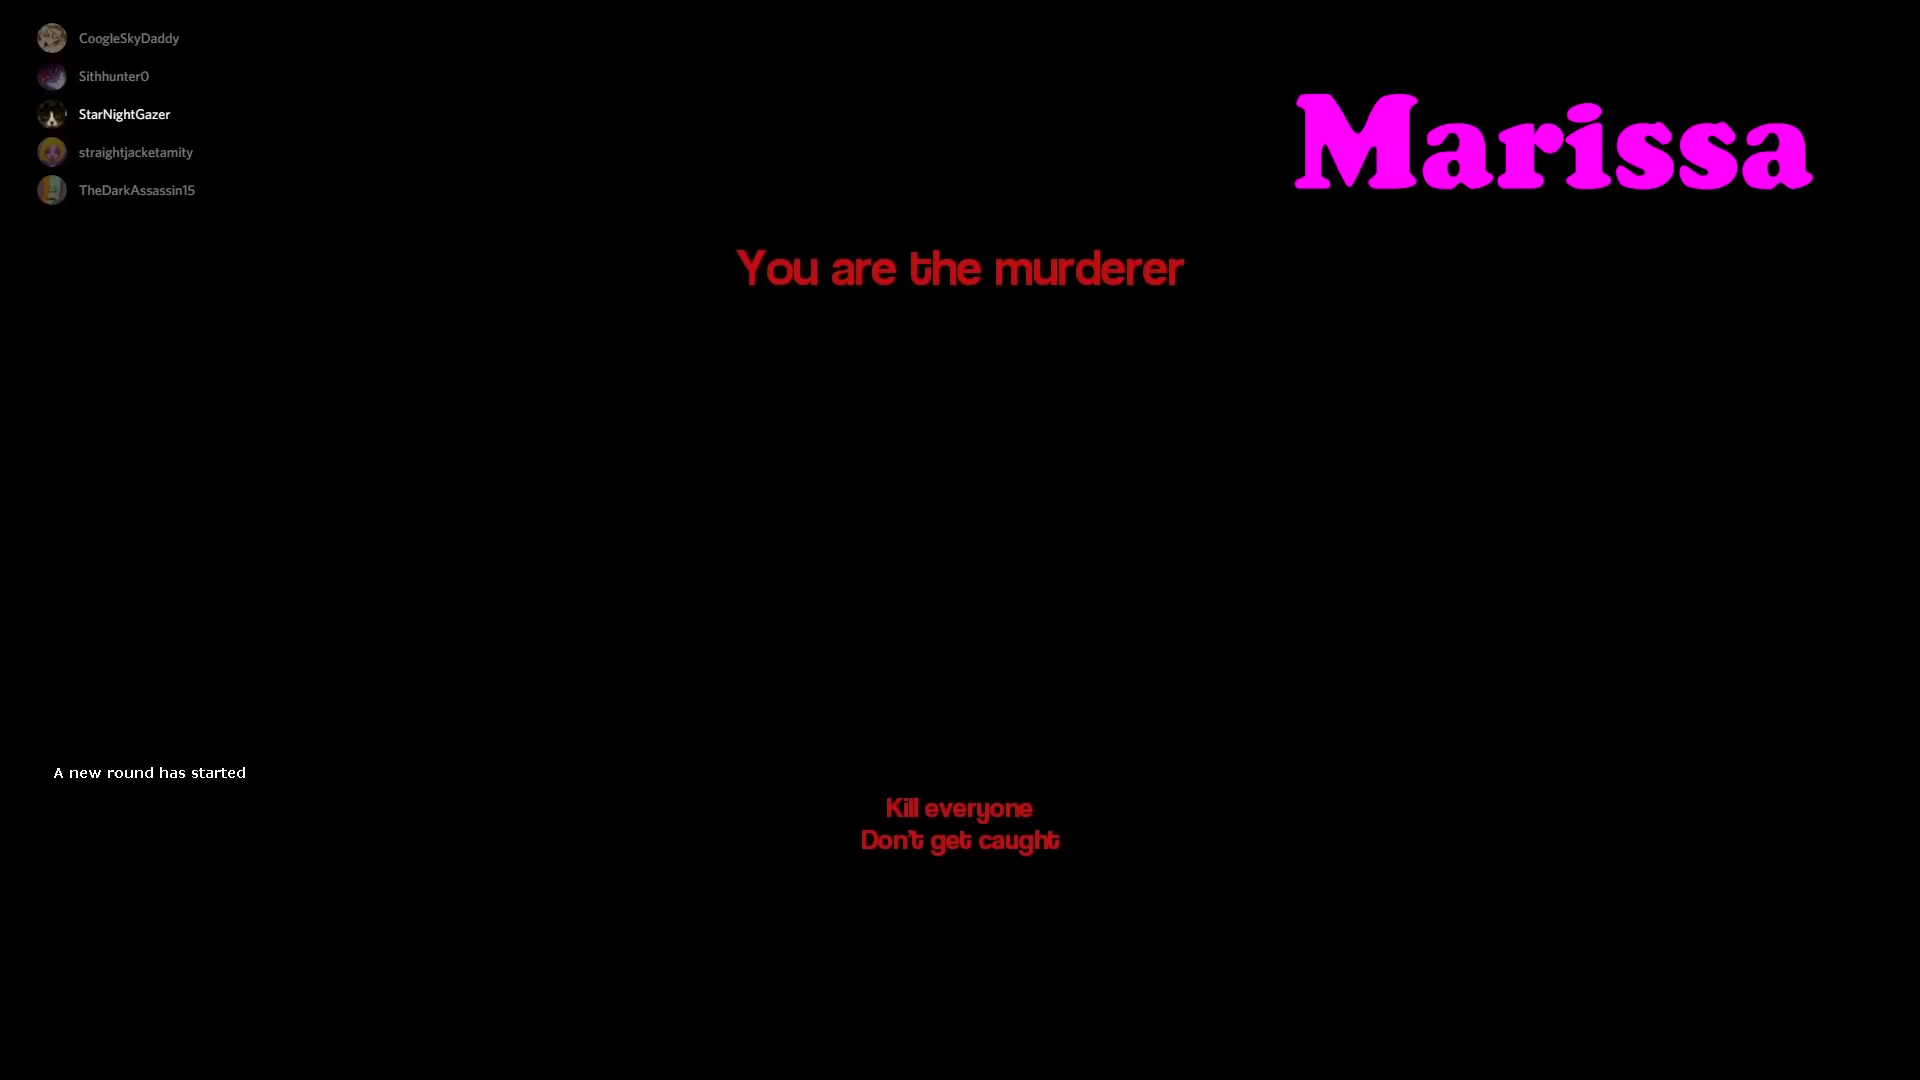 CoogleSkyDaddy
Sithhunter0
StarNightGazer
straightjacketamity
TheDarkAssassin15
Marissa
You are the murderer
A new round has started
Kill everyone
Don't get caught